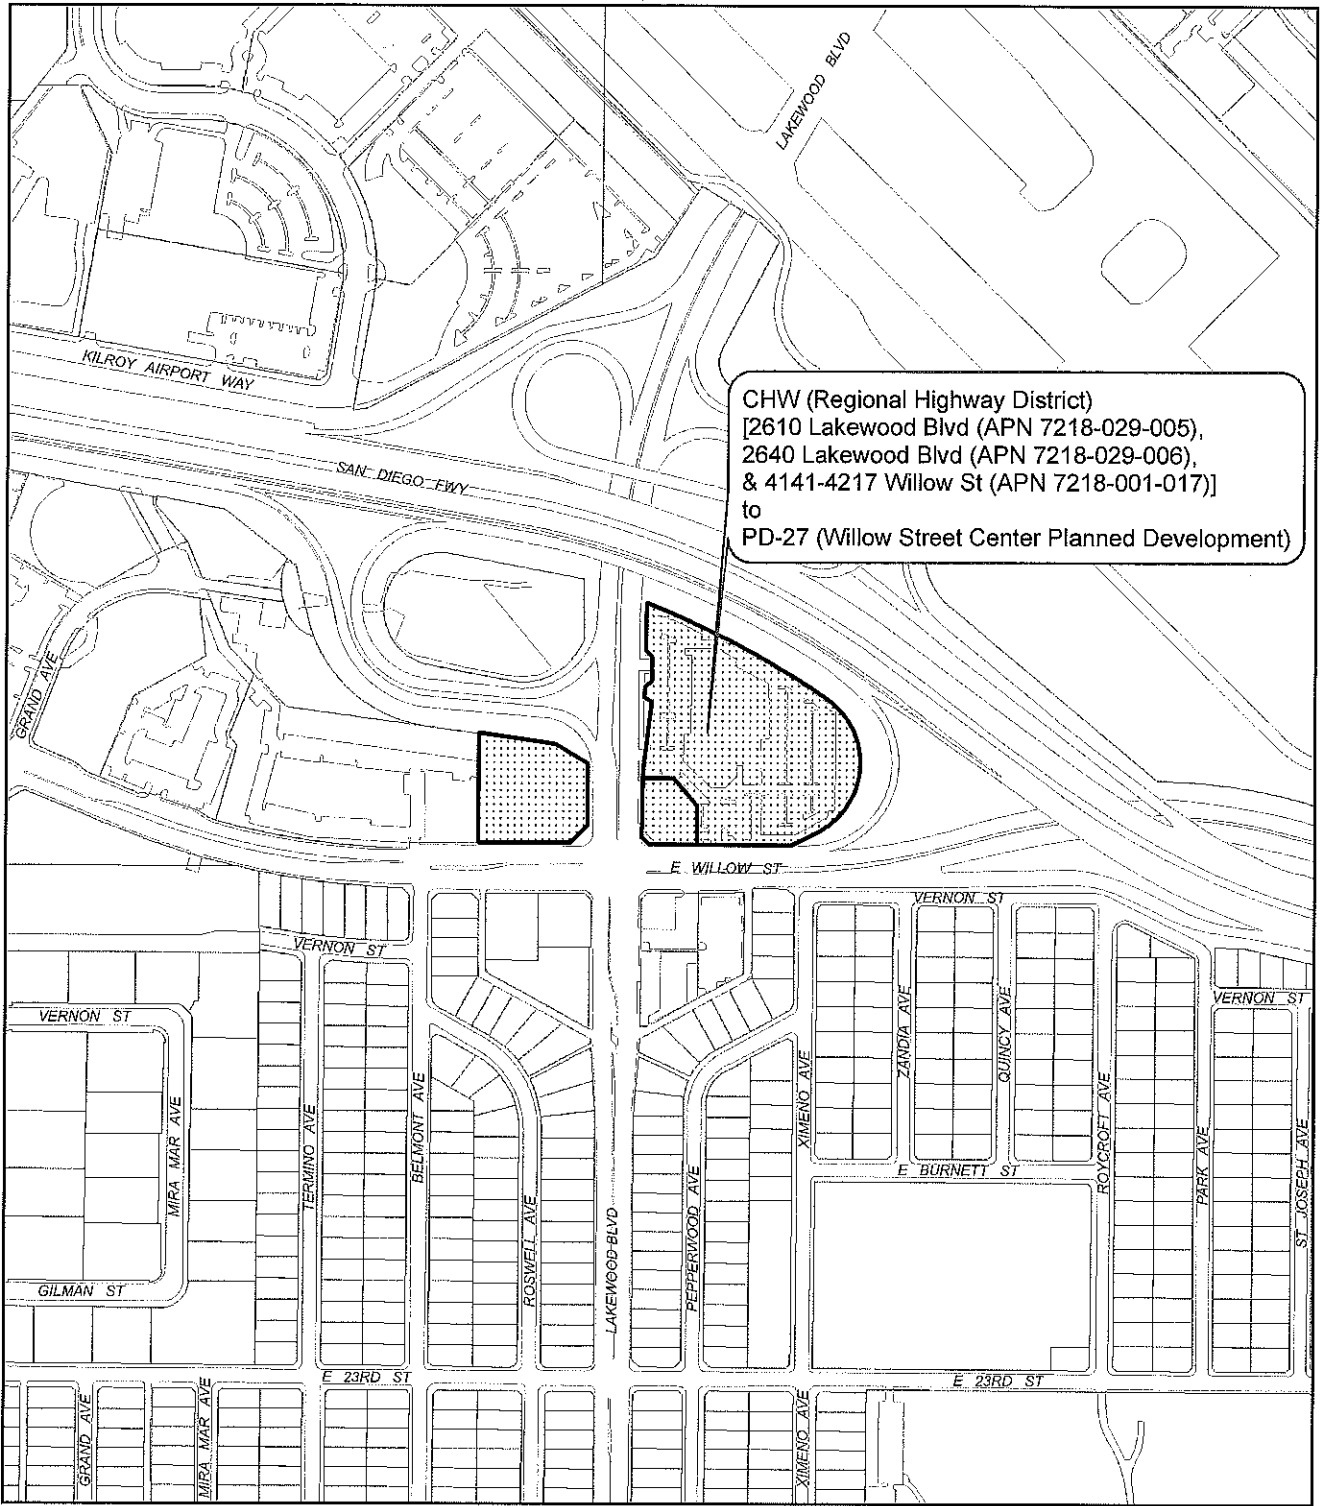 LAKEWOOD BLVD
KILROY AIRPORT WAY
CHW (Regional Highway District)
[2610 Lakewood Blvd (APN 7218-029-005),
2640 Lakewood Blvd (APN 7218-029-006),
& 4141-4217 Willow St (APN 7218-001-017)]
to
PD-27 (Willow Street Center Planned Development)
SAN DIEGO FWY
GRAND AVE
E WILLOW ST
VERNON ST
VERNON ST
VERNON ST
VERNON ST
MIRA MAR AVE
TERMINO AVE
BELMONT AVE
ROSWELL AVE
LAKEWOOD BLVD
PEPPERWOOD AVE
XIMENO AVE
ZANDIA AVE
QUINCY AVE
ROYCROFT AVE
PARK AVE
ST JOSEPH AVE
E BURNETT ST
GILMAN ST
E 23RD ST
E 23RD ST
GRAND AVE
MIRA MAR AVE
XIMENO AVE